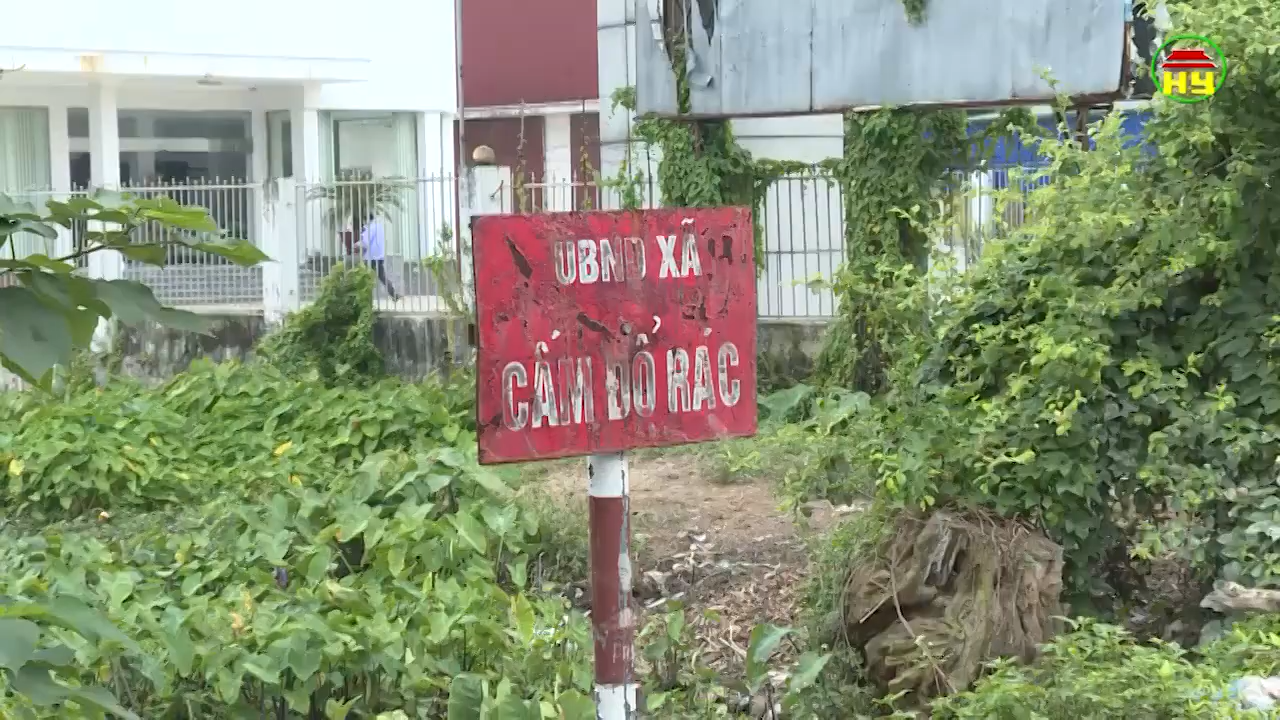 HY
UBND XÃ
CẤM ĐỔ RÁC